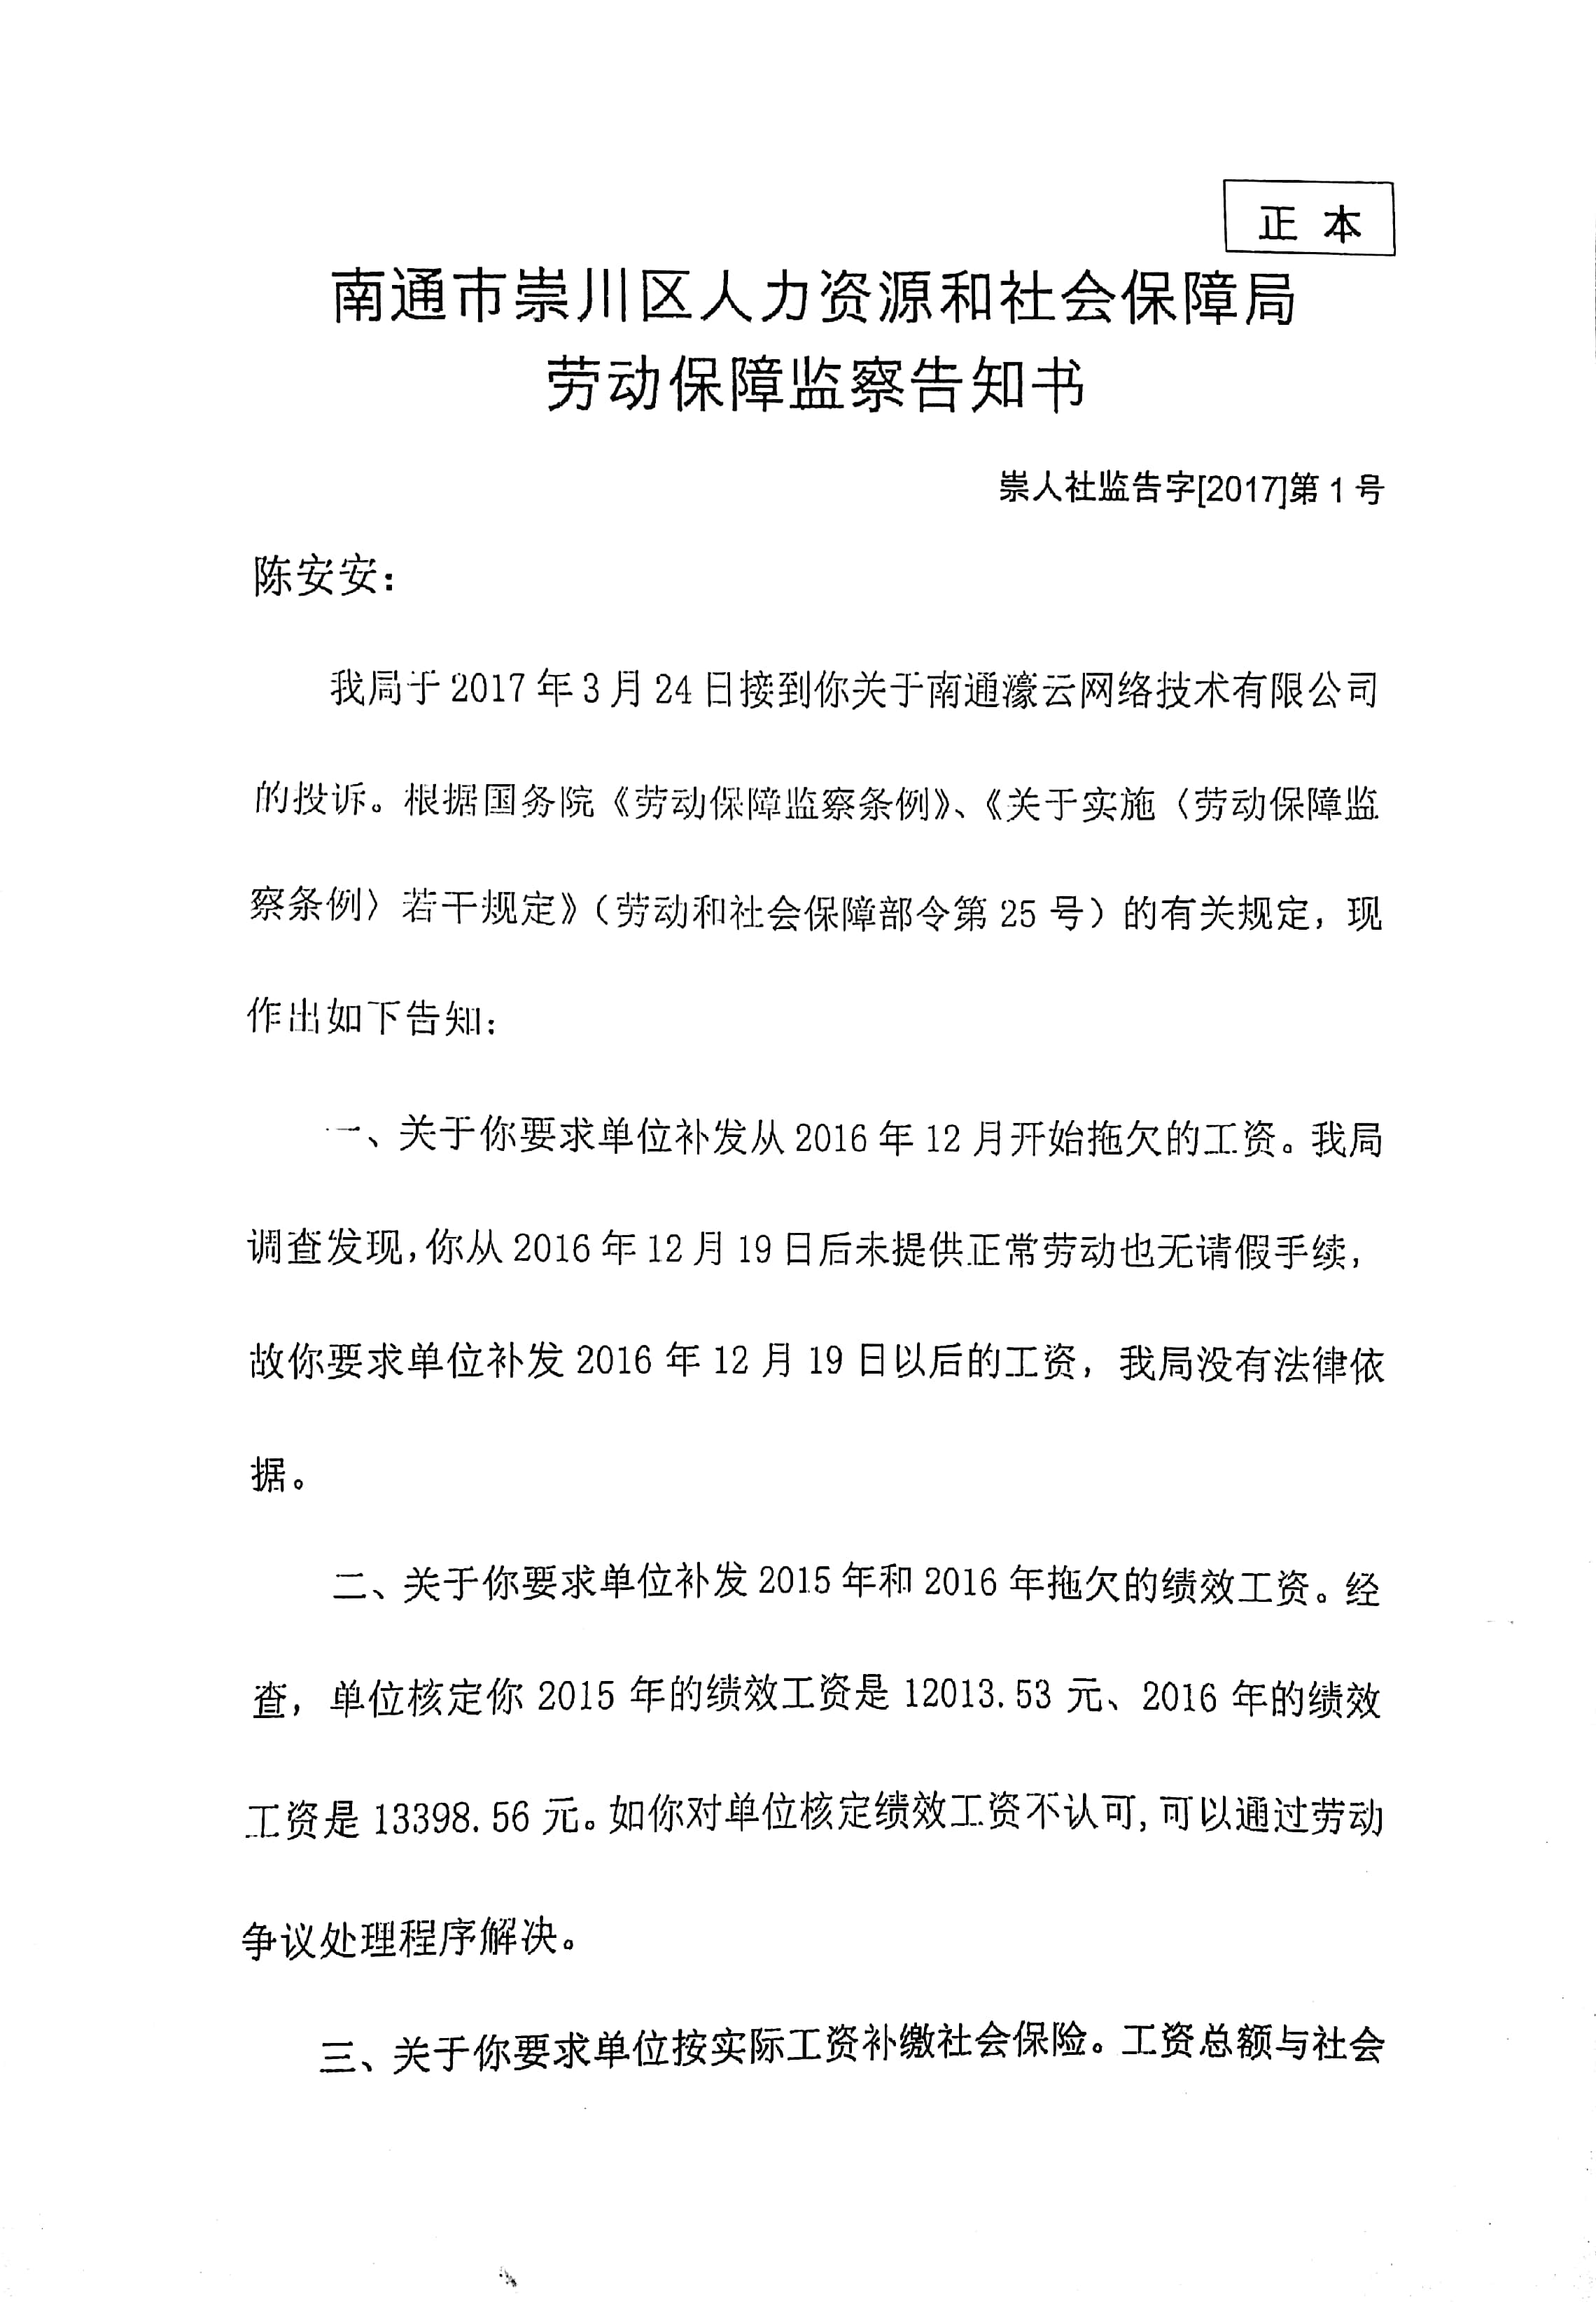 正本
南通市崇川区人力资源和社会保障局
劳动保障监察告知书
崇人社监告字[2017]第 1 号
陈安安：
我局于 2017 年 3 月 24 日接到你关于南通濠云网络技术有限公司
的投诉。根据国务院《劳动保障监察条例》、《关于实施〈劳动保障监
察条例〉若干规定》（劳动和社会保障部令第 25 号）的有关规定，现
作出如下告知：
一、关于你要求单位补发从 2016 年 12 月开始拖欠的工资。我局
调查发现，你从 2016 年 12 月 19 日后未提供正常劳动也无请假手续，
故你要求单位补发 2016 年 12 月 19 日以后的工资，我局没有法律依
据。
二、关于你要求单位补发 2015 年和 2016 年拖欠的绩效工资。经
查，单位核定你 2015 年的绩效工资是 12013.53 元、2016 年的绩效
工资是 13398.56 元。如你对单位核定绩效工资不认可，可以通过劳动
争议处理程序解决。
三、关于你要求单位按实际工资补缴社会保险。工资总额与社会